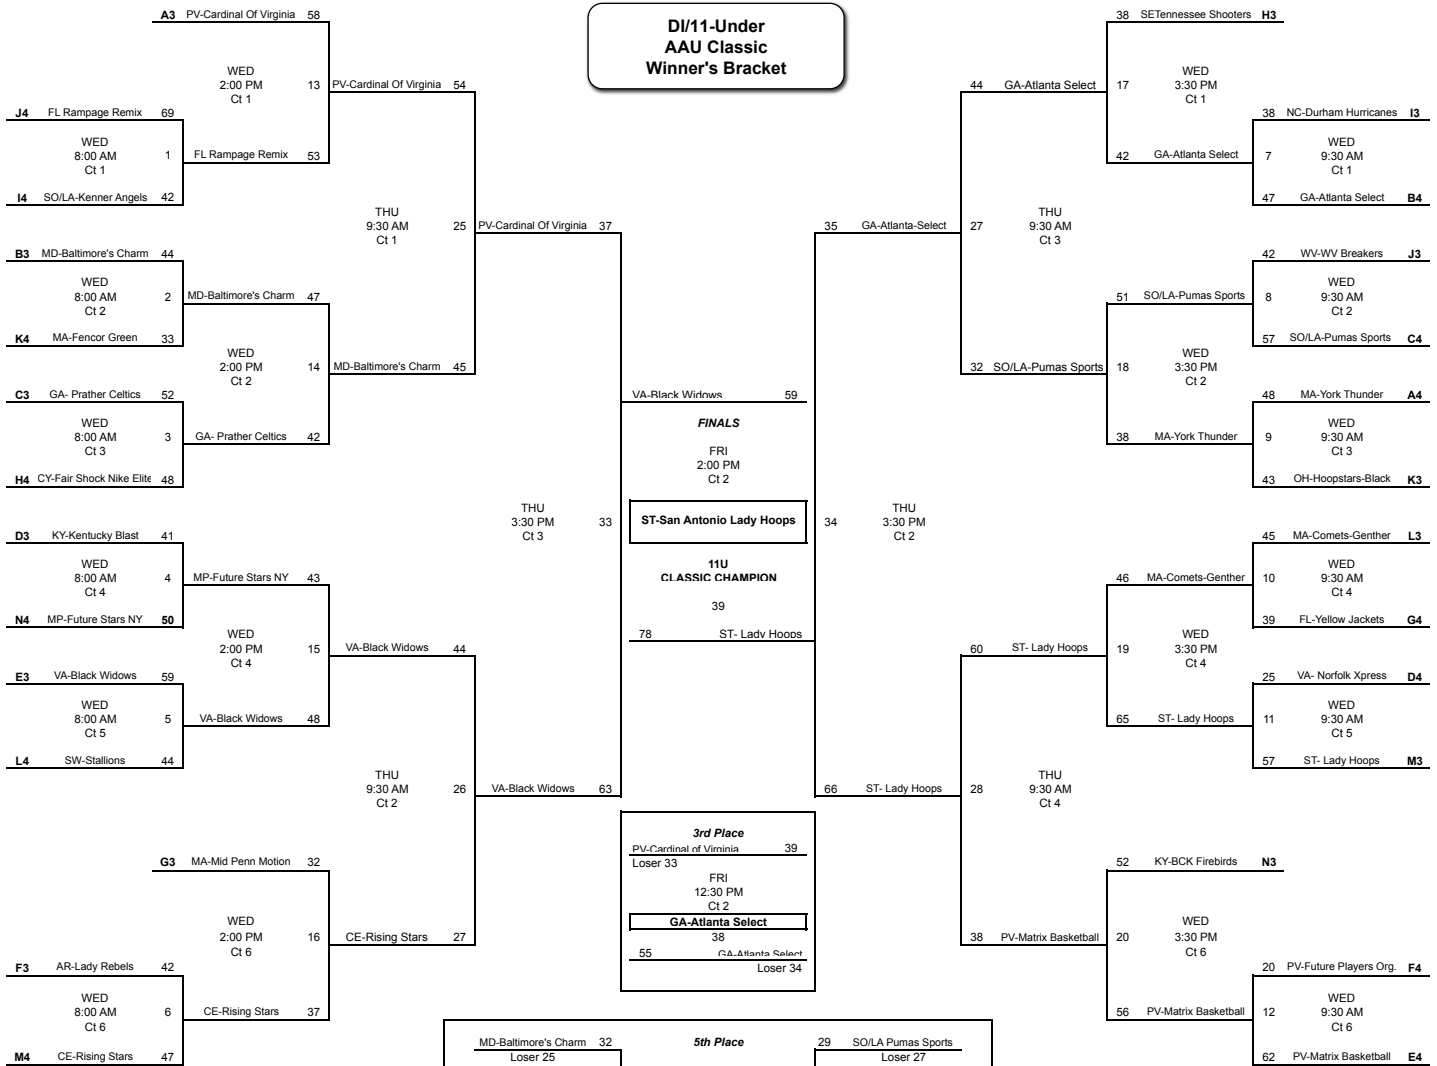 DI/11-Under
AAU Classic
Winner's Bracket
A3 PV-Cardinal Of Virginia 58
WED
2:00 PM
Ct 1
13 PV-Cardinal Of Virginia 54
J4 FL Rampage Remix 69
WED
8:00 AM
Ct 1
1 FL Rampage Remix 53
I4 SO/LA-Kenner Angels 42
THU
9:30 AM
Ct 1
25 PV-Cardinal Of Virginia 37
B3 MD-Baltimore's Charm 44
WED
8:00 AM
Ct 2
2 MD-Baltimore's Charm 47
K4 MA-Fencor Green 33
WED
2:00 PM
Ct 2
14 MD-Baltimore's Charm 45
C3 GA- Prather Celtics 52
WED
8:00 AM
Ct 3
3 GA- Prather Celtics 42
H4 CY-Fair Shock Nike Elite 48
THU
3:30 PM
Ct 3
33
D3 KY-Kentucky Blast 41
WED
8:00 AM
Ct 4
4 MP-Future Stars NY 43
N4 MP-Future Stars NY 50
WED
2:00 PM
Ct 4
15 VA-Black Widows 44
E3 VA-Black Widows 59
WED
8:00 AM
Ct 5
5 VA-Black Widows 48
L4 SW-Stallions 44
THU
9:30 AM
Ct 2
26 VA-Black Widows 63
G3 MA-Mid Penn Motion 32
WED
2:00 PM
Ct 6
16 CE-Rising Stars 27
F3 AR-Lady Rebels 42
WED
8:00 AM
Ct 6
6 CE-Rising Stars 37
M4 CE-Rising Stars 47
VA-Black Widows 59
FINALS
FRI
2:00 PM
Ct 2
ST-San Antonio Lady Hoops
11U
CLASSIC CHAMPION
39
78 ST- Lady Hoops
3rd Place
PV-Cardinal of Virginia 39
Loser 33
FRI
12:30 PM
Ct 2
GA-Atlanta Select
38
55 GA-Atlanta Select
Loser 34
MD-Baltimore's Charm 32
Loser 25
5th Place
29 SO/LA Pumas Sports
Loser 27
38 SETennessee Shooters H3
WED
3:30 PM
Ct 1
44 GA-Atlanta Select 17
38 NC-Durham Hurricanes I3
WED
9:30 AM
Ct 1
42 GA-Atlanta Select 7
47 GA-Atlanta Select B4
THU
9:30 AM
Ct 3
35 GA-Atlanta-Select 27
42 WV-WV Breakers J3
WED
9:30 AM
Ct 2
51 SO/LA-Pumas Sports 8
57 SO/LA-Pumas Sports C4
WED
3:30 PM
Ct 2
32 SO/LA-Pumas Sports 18
48 MA-York Thunder A4
WED
9:30 AM
Ct 3
38 MA-York Thunder 9
43 OH-Hoopstars-Black K3
THU
3:30 PM
Ct 2
34
45 MA-Comets-Genther L3
WED
9:30 AM
Ct 4
46 MA-Comets-Genther 10
39 FL-Yellow Jackets G4
WED
3:30 PM
Ct 4
60 ST- Lady Hoops 19
25 VA- Norfolk Xpress D4
WED
9:30 AM
Ct 5
65 ST- Lady Hoops 11
57 ST- Lady Hoops M3
THU
9:30 AM
Ct 4
66 ST- Lady Hoops 28
52 KY-BCK Firebirds N3
WED
3:30 PM
Ct 6
38 PV-Matrix Basketball 20
20 PV-Future Players Org. F4
WED
9:30 AM
Ct 6
56 PV-Matrix Basketball 12
62 PV-Matrix Basketball E4